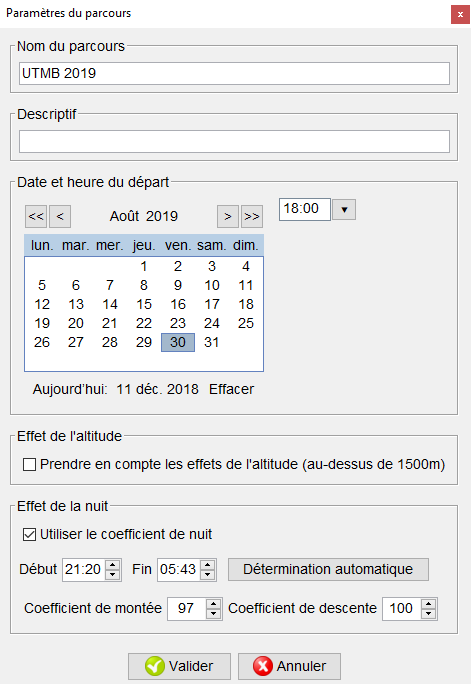 Paramètres du parcours
x
Nom du parcours
UTMB 2019
Descriptif
Date et heure du départ
<< < Août 2019 > >> 18:00
lun. mar. mer. jeu. ven. sam. dim.
1 2 3 4
5 6 7 8 9 10 11
12 13 14 15 16 17 18
19 20 21 22 23 24 25
26 27 28 29 30 31
Aujourd'hui: 11 déc. 2018 Effacer
Effet de l'altitude
Prendre en compte les effets de l'altitude (au-dessus de 1500m)
Effet de la nuit
Utiliser le coefficient de nuit
Début 21:20 Fin 05:43 Détermination automatique
Coefficient de montée 97 Coefficient de descente 100
Valider Annuler